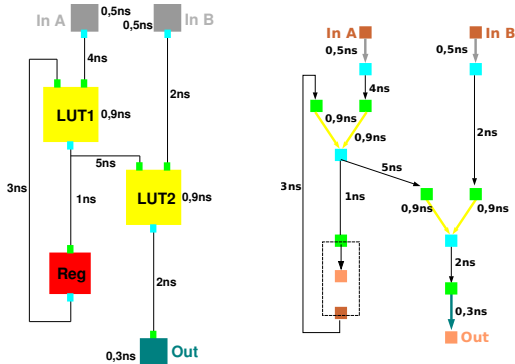 In A
0,5ns
0,5ns
In B
4ns
LUT1
0,9ns
2ns
5ns
3ns
1ns
LUT2
0,9ns
Reg
2ns
0,3ns
Out
In A
In B
0,5ns
0,5ns
4ns
0,9ns
0,9ns
2ns
5ns
3ns
1ns
0,9ns
0,9ns
2ns
0,3ns
Out